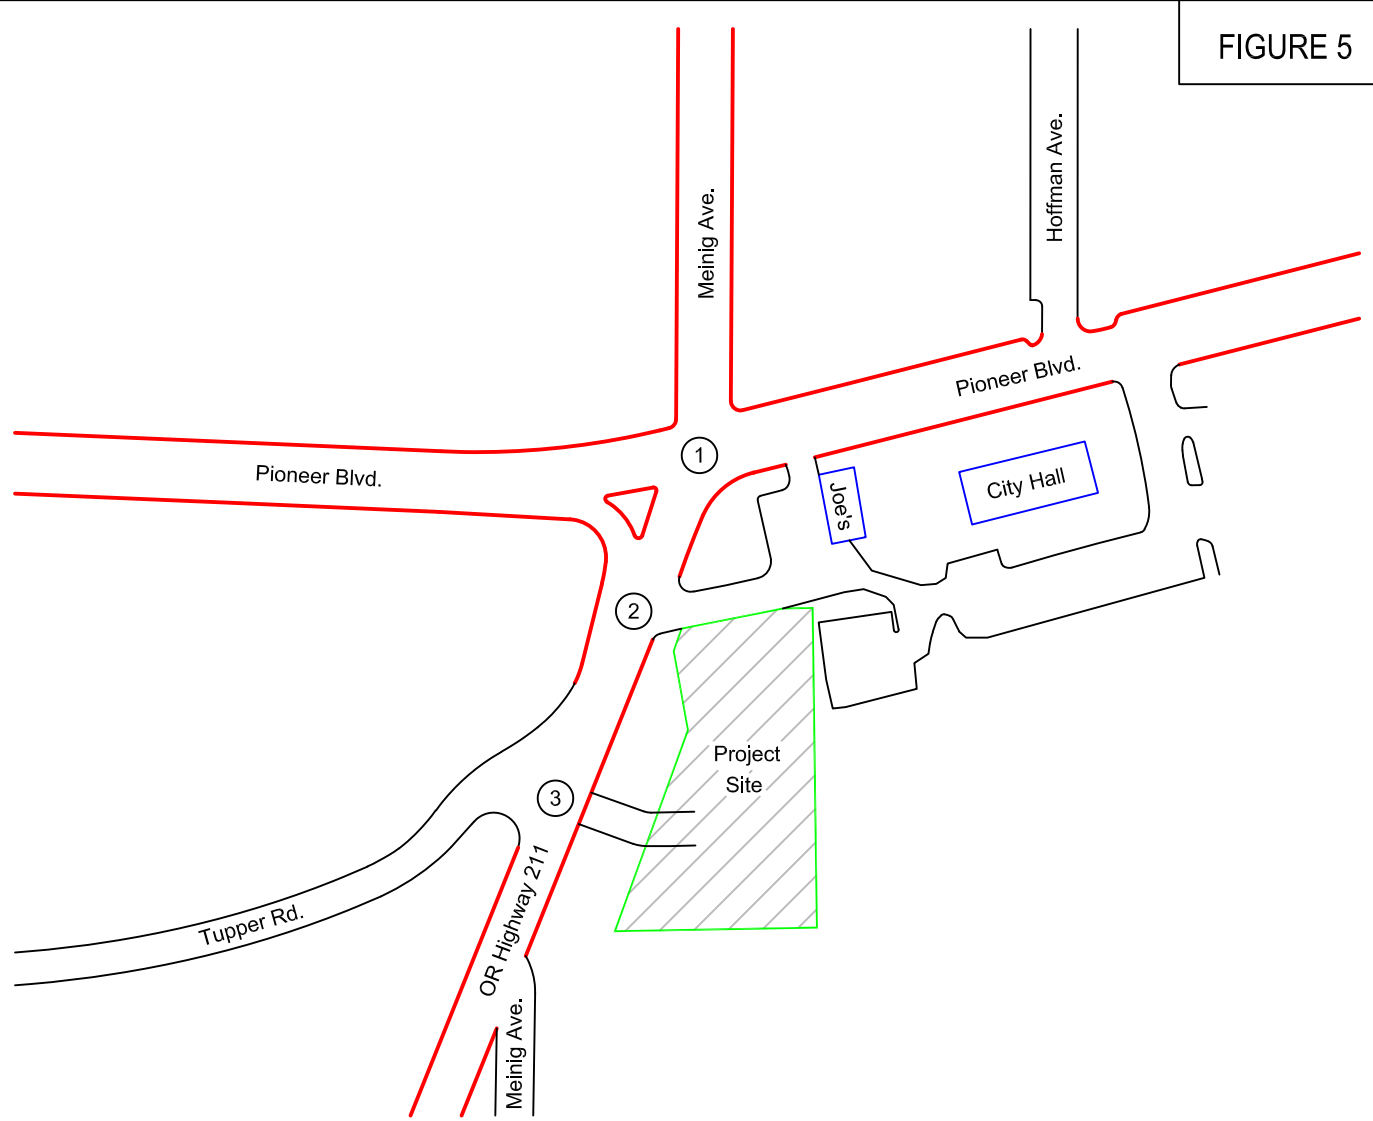 FIGURE 5
Hoffman Ave.
Meinig Ave.
Pioneer Blvd.
1
Pioneer Blvd.
City Hall
Joe's
2
Project
Site
3
OR Highway 211
Tupper Rd.
Meinig Ave.